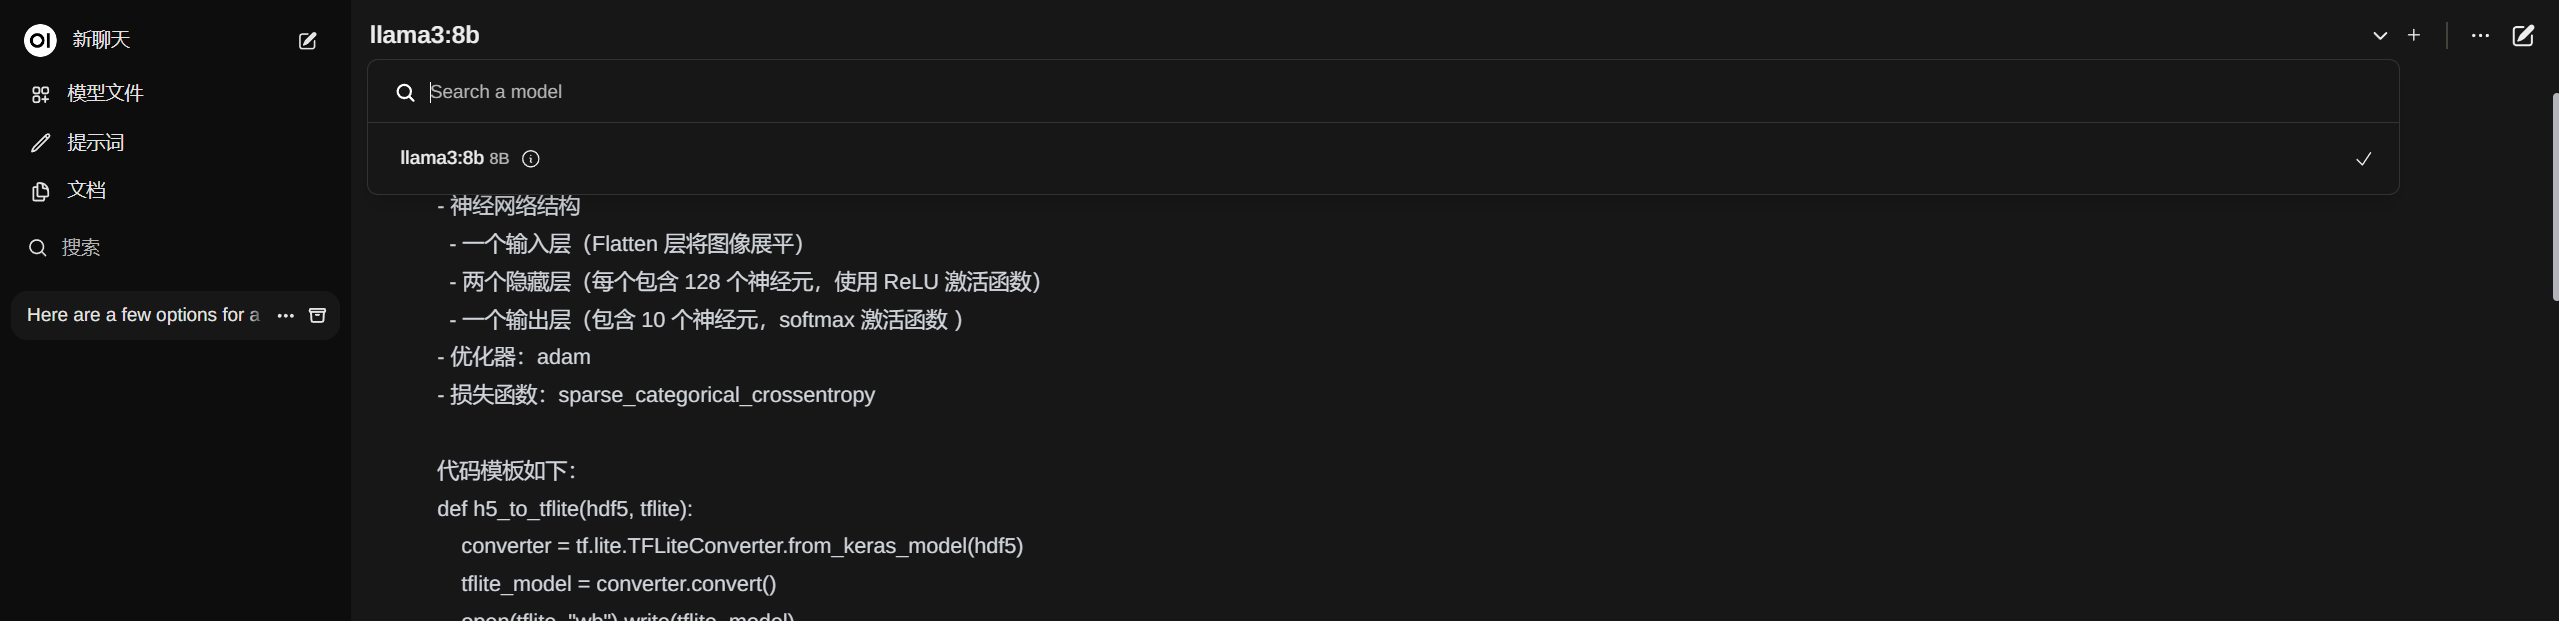 OI 新聊天
模型文件
提示词
文档
搜索
Here are a few options for a
llama3:8b
Search a model
llama3:8b 8B
- 神经网络结构
- 一个输入层（Flatten 层将图像展平）
- 两个隐藏层（每个包含 128 个神经元，使用 ReLU 激活函数）
- 一个输出层（包含 10 个神经元，softmax 激活函数 ）
- 优化器：adam
- 损失函数：sparse_categorical_crossentropy
代码模板如下：
def h5_to_tflite(hdf5, tflite):
converter = tf.lite.TFLiteConverter.from_keras_model(hdf5)
tflite_model = converter.convert()
open(tflite, "wb").write(tflite_model)